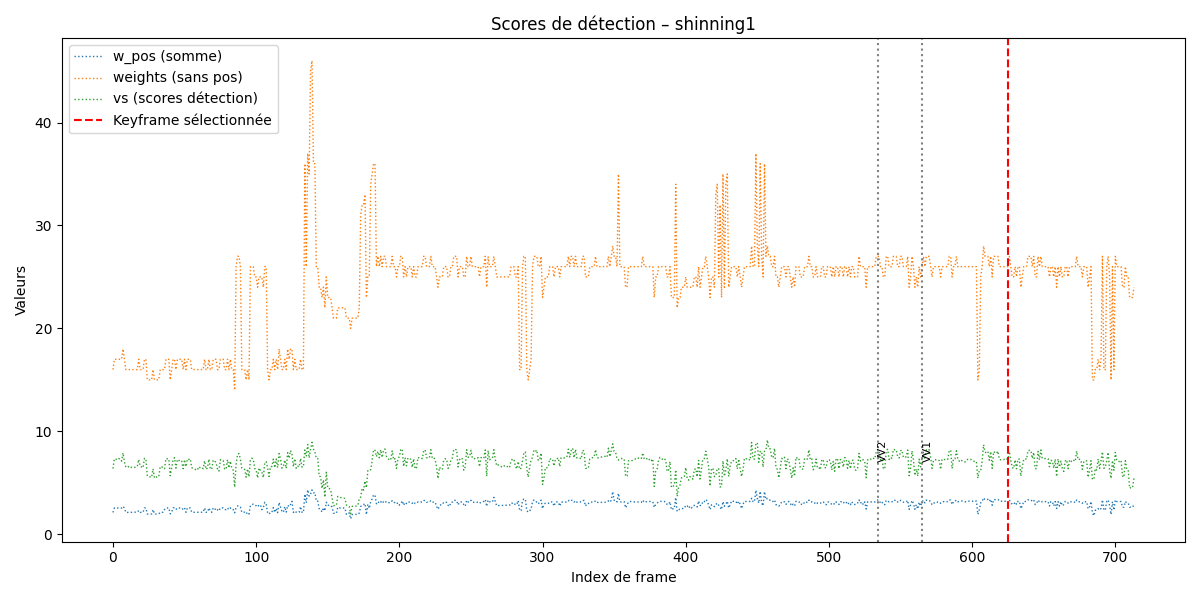 Scores de détection – shinning1
w_pos (somme)
weights (sans pos)
vs (scores détection)
Keyframe sélectionnée
Valeurs
40
30
20
10
0
VV2
VV1
0 100 200 300 400 500 600 700
Index de frame